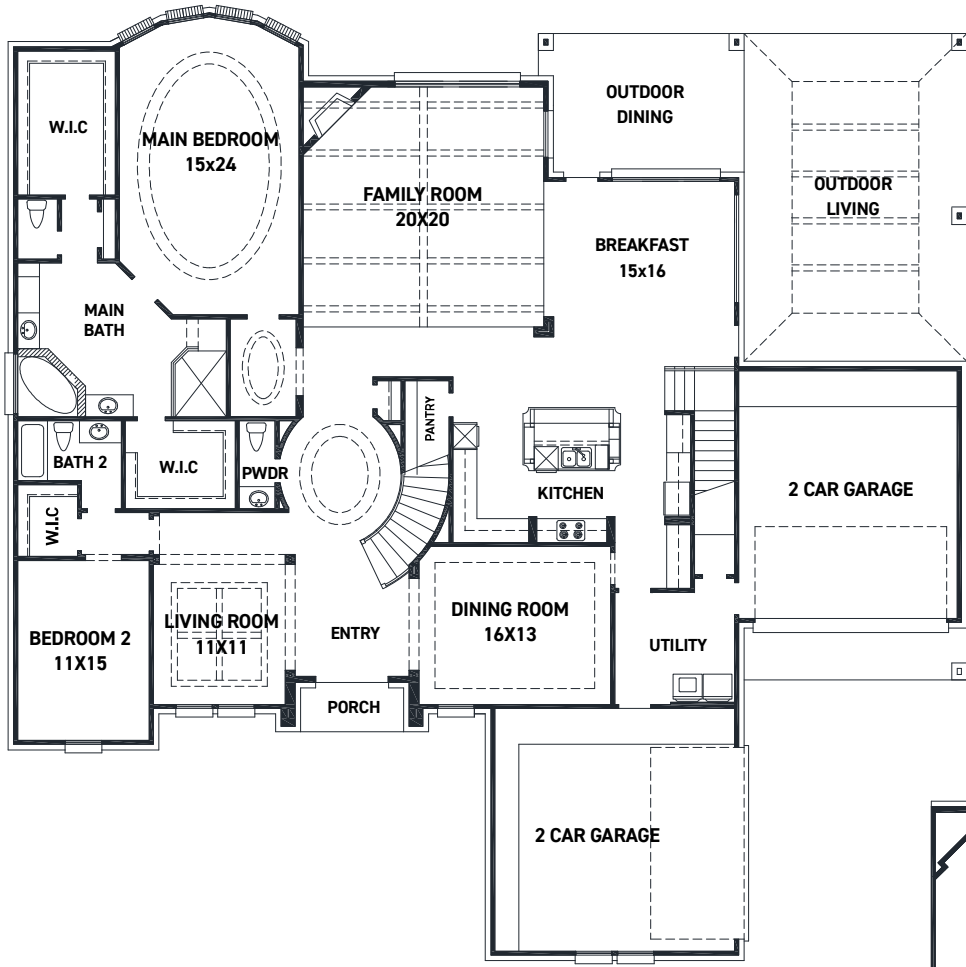 OUTDOOR
DINING
W.I.C
MAIN BEDROOM
15x24
FAMILY ROOM
20X20
OUTDOOR
LIVING
BREAKFAST
15x16
MAIN
BATH
PANTRY
BATH 2
W.I.C
PWDR
KITCHEN
2 CAR GARAGE
W.I.C
BEDROOM 2
11X15
LIVING ROOM
11X11
ENTRY
DINING ROOM
16X13
UTILITY
PORCH
2 CAR GARAGE